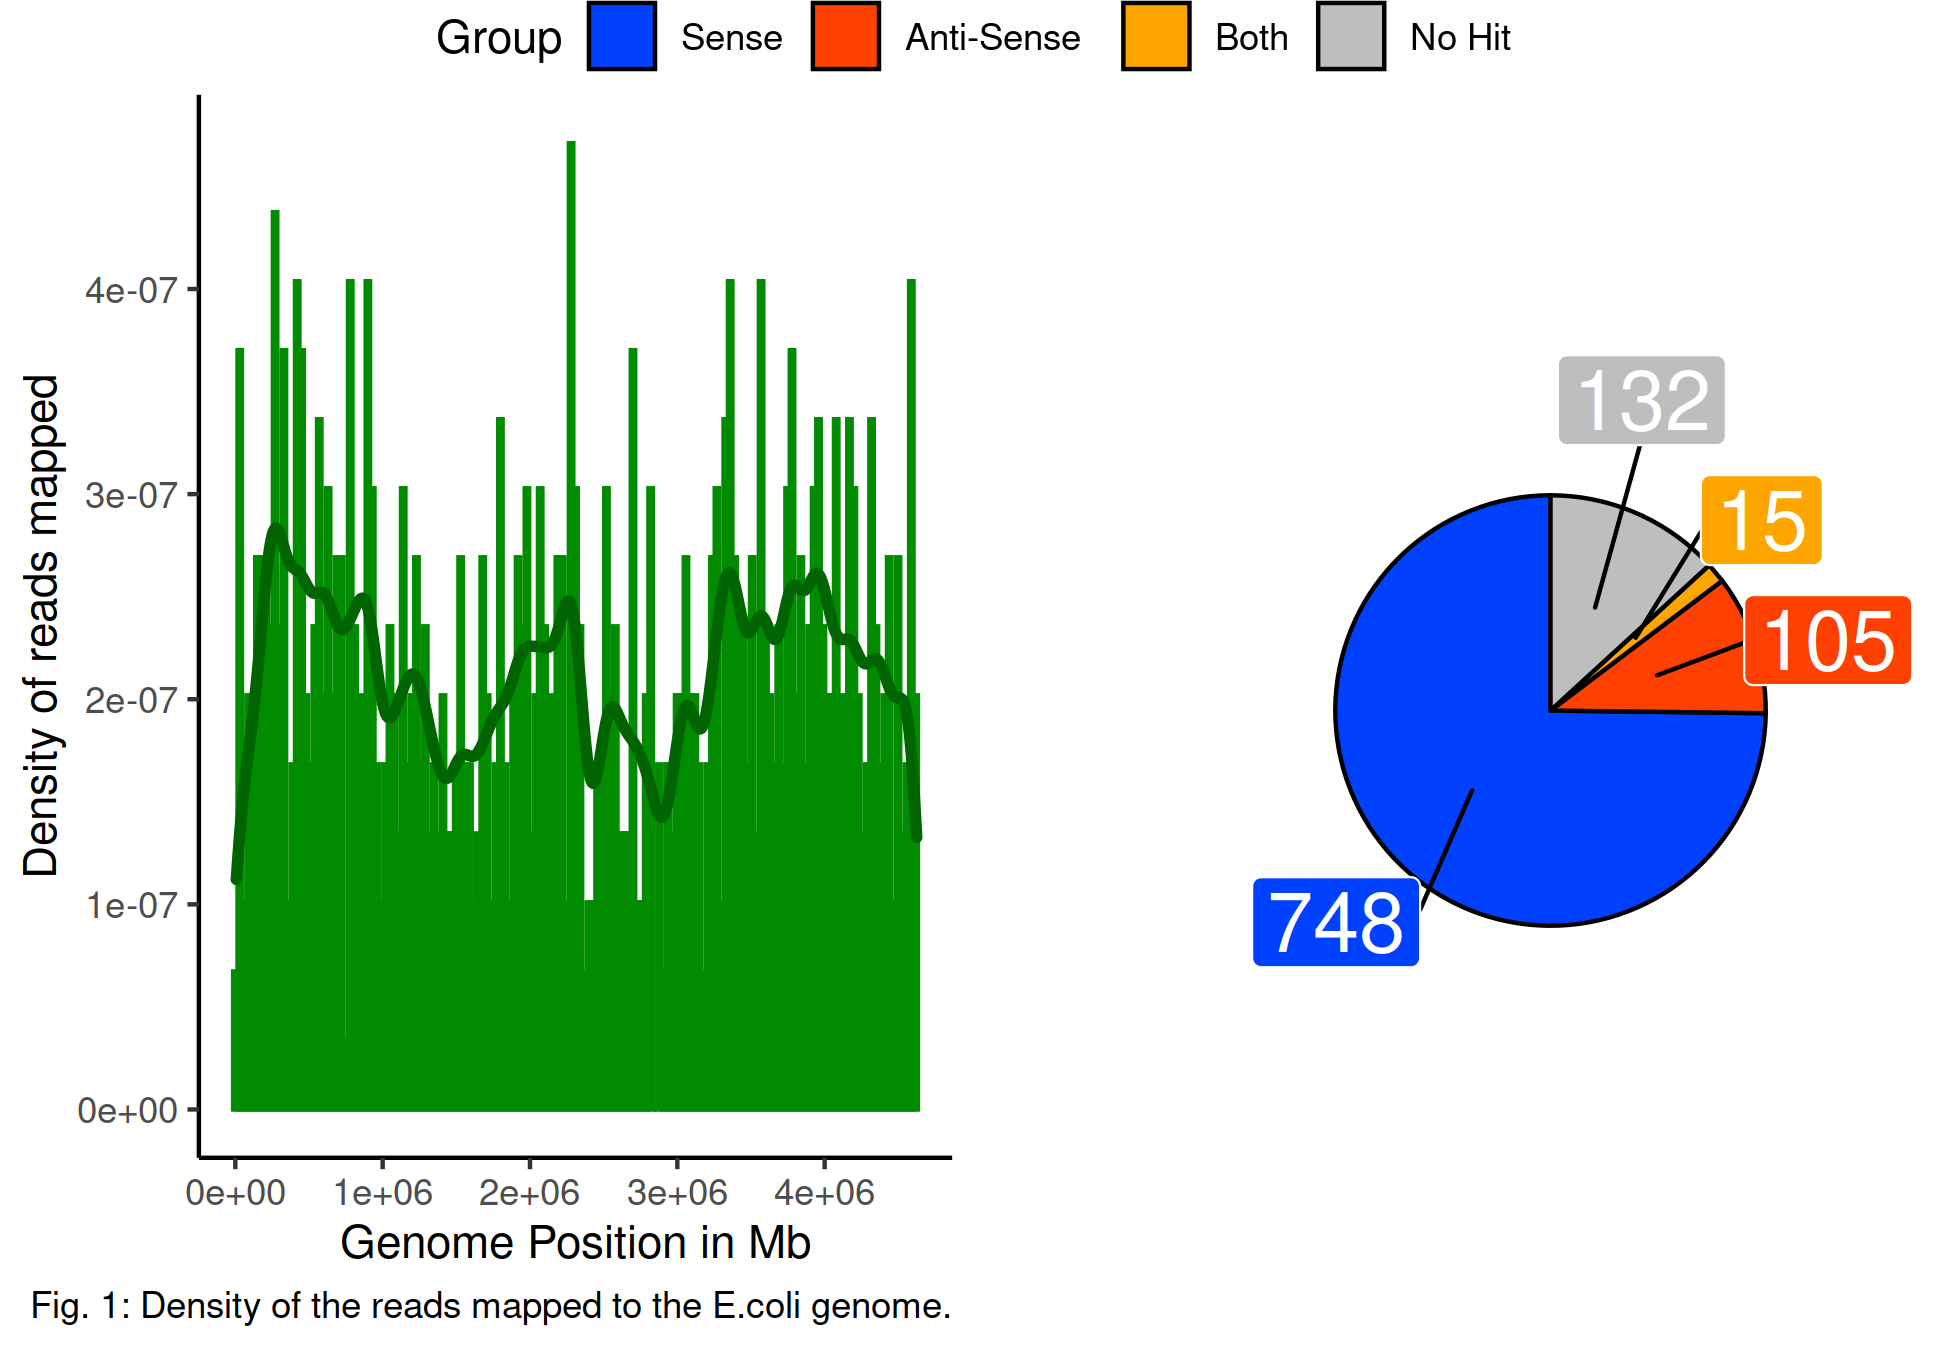 Group Sense Anti-Sense Both No Hit
Density of reads mapped
4e-07
3e-07
2e-07
1e-07
0e+00
0e+00 1e+06 2e+06 3e+06 4e+06
Genome Position in Mb
132
15
105
748
Fig. 1: Density of the reads mapped to the E.coli genome.